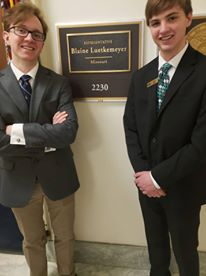 REPRESENTATIVE
Blaine Luetkemeyer
Missouri
2230